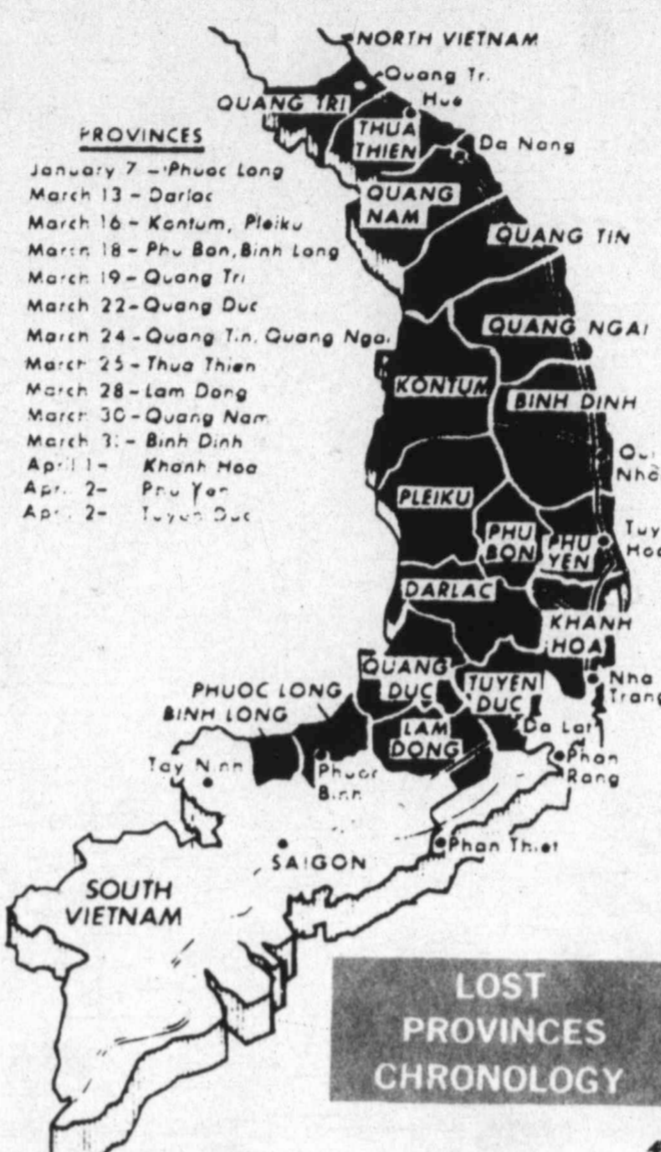 NORTH VIETNAM
Quang Tr.
QUANG TRI
Hue
THUA
THIEN
Da Nang
QUANG
NAM
QUANG TIN
QUANG NGAI
KONTUM
BINH DINH
Qui
Nho
PLEIKU
PHU
BON
PHU
YEN
Tuy
Hoa
DARLAC
KHANH
HOA
QUANG
DUC
TUYEN
DUC
Nha
Trang
PHUOC LONG
BINH LONG
LAM
DONG
Da Lat
Phan
Rang
Tay Ninh
Phuoc
Binh
SAIGON
Phan Thiet
SOUTH
VIETNAM
PROVINCES
January 7 - Phuoc Long
March 13 - Darlac
March 16 - Kontum, Pleiku
March 18 - Phu Bon, Binh Long
March 19 - Quang Tri
March 22 - Quang Duc
March 24 - Quang Tin, Quang Ngai
March 25 - Thua Thien
March 28 - Lam Dong
March 30 - Quang Nam
March 31 - Binh Dinh
April 1 - Khanh Hoa
April 2 - Phu Yen
April 2 - Tuyen Duc
LOST
PROVINCES
CHRONOLOGY